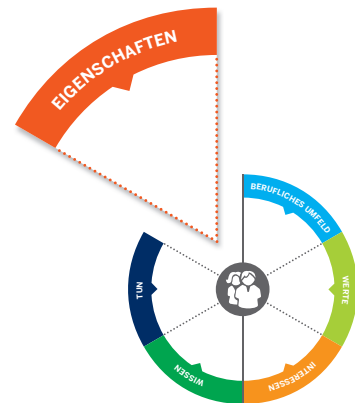 EIGENSCHAFTEN
BERUFLICHES UMFELD
WERTE
INTERESSEN
WISSEN
TUN